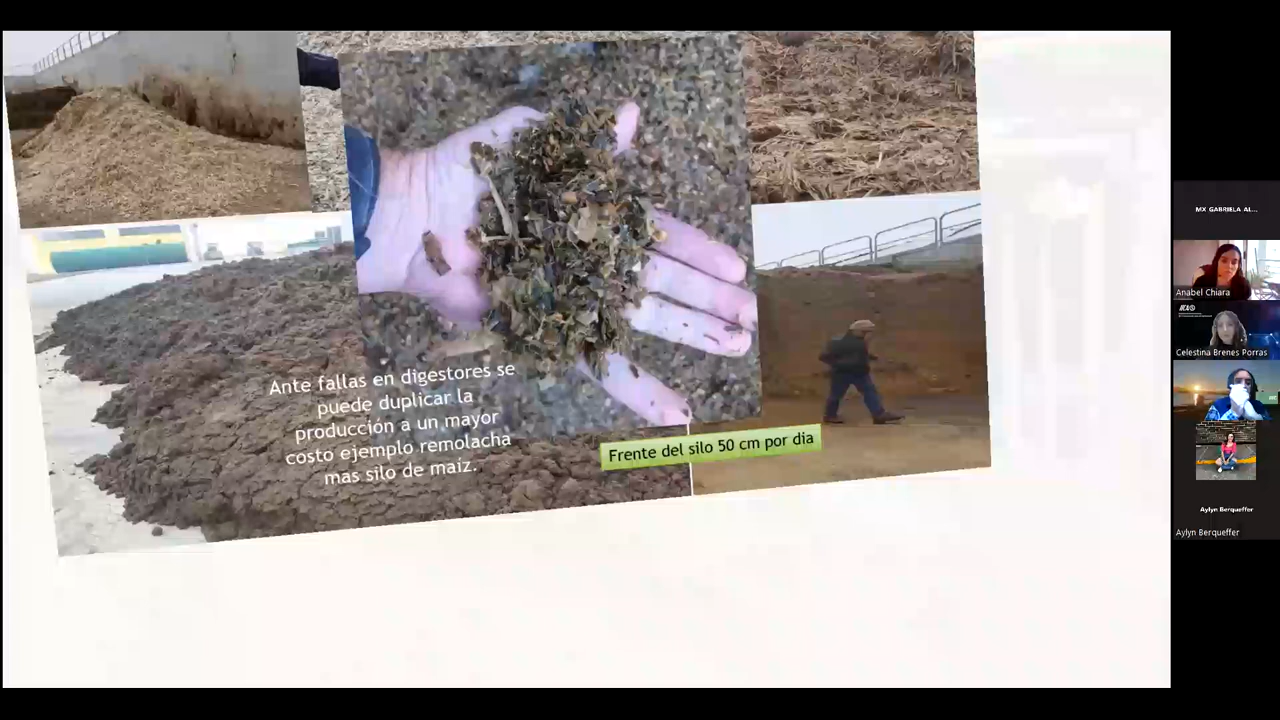 Ante fallas en digestores se
puede duplicar la
producción a un mayor
costo ejemplo remolacha
mas silo de maíz.
Frente del silo 50 cm por dia
MX GABRIELA AL...
Anabel Chiara
Celestina Brenes Porras
Aylyn Berqueffer
Aylyn Berqueffer